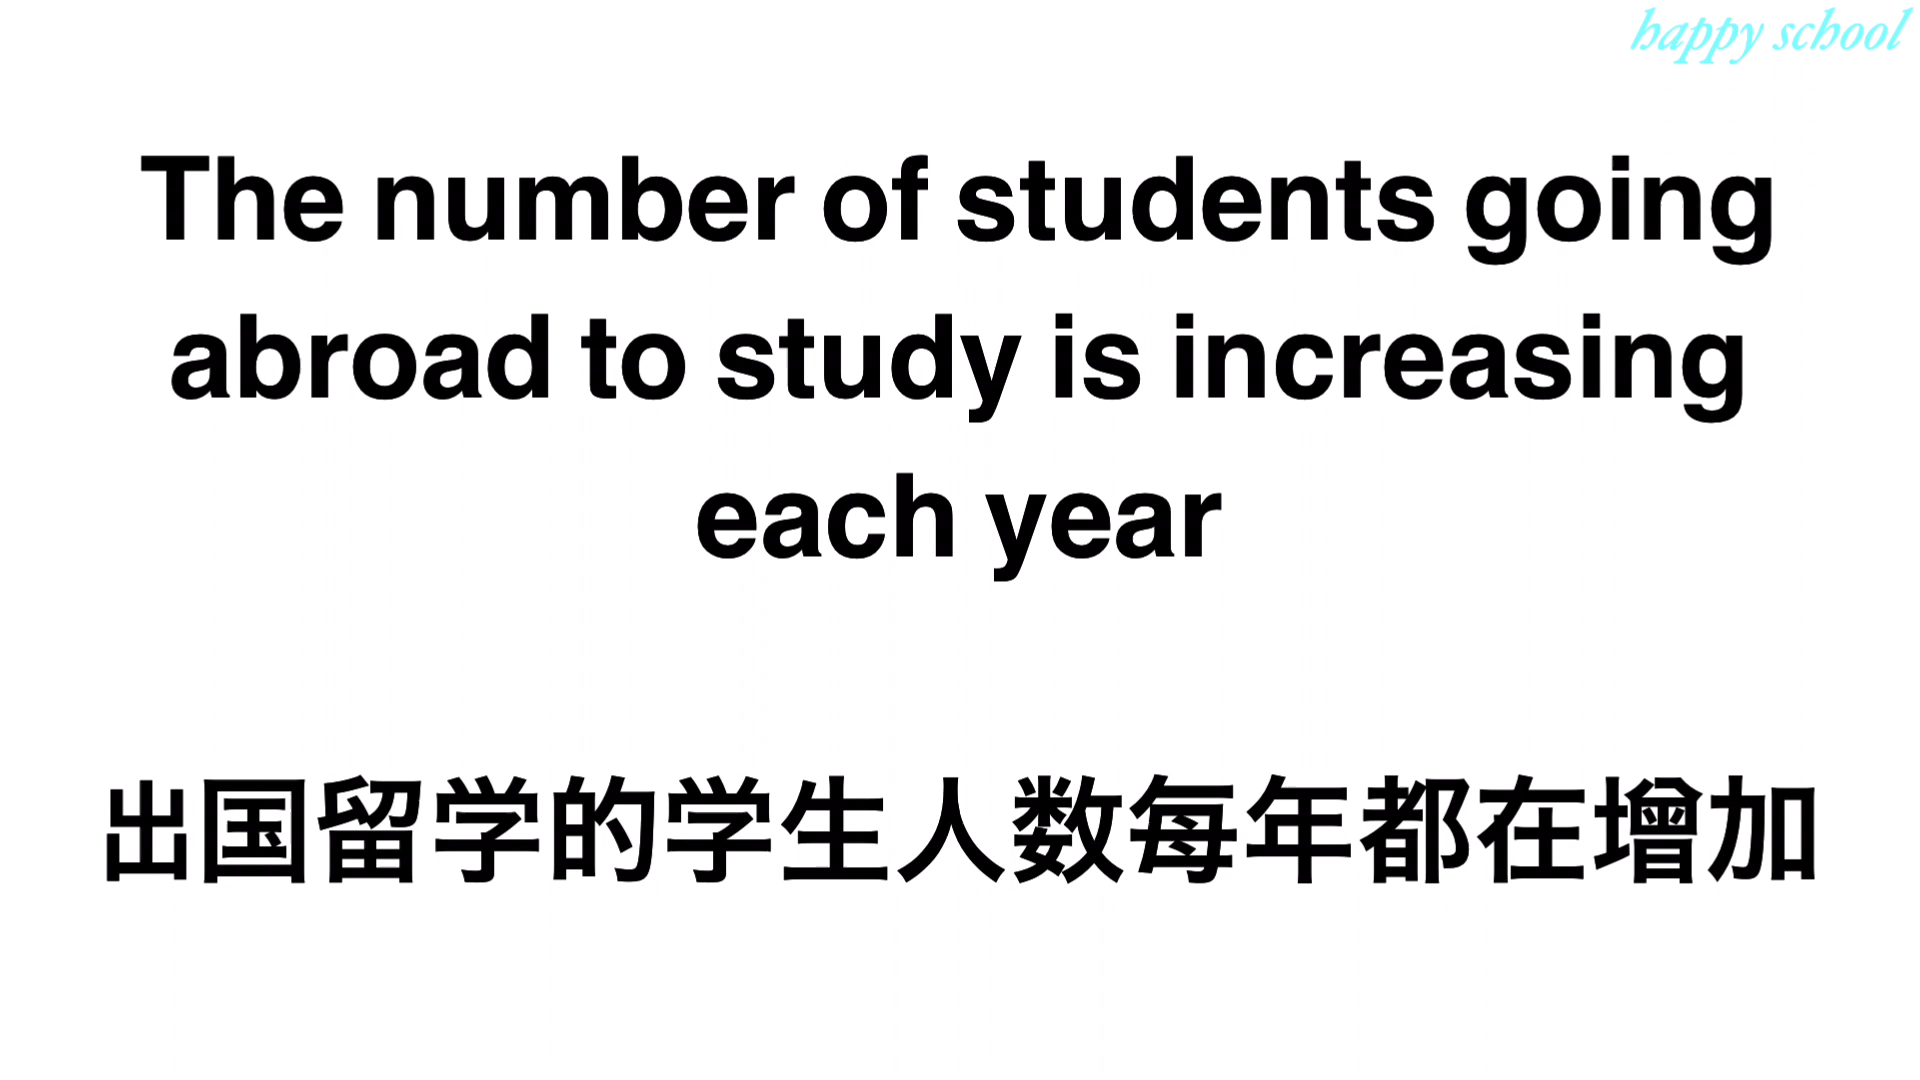 happy school
The number of students going
abroad to study is increasing
each year
出国留学的学生人数每年都在增加